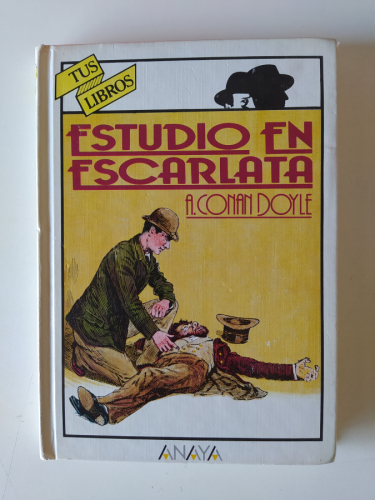 TUS
LIBROS
ESTUDIO EN
ESCARLATA
A. CONAN DOYLE
ANAYA